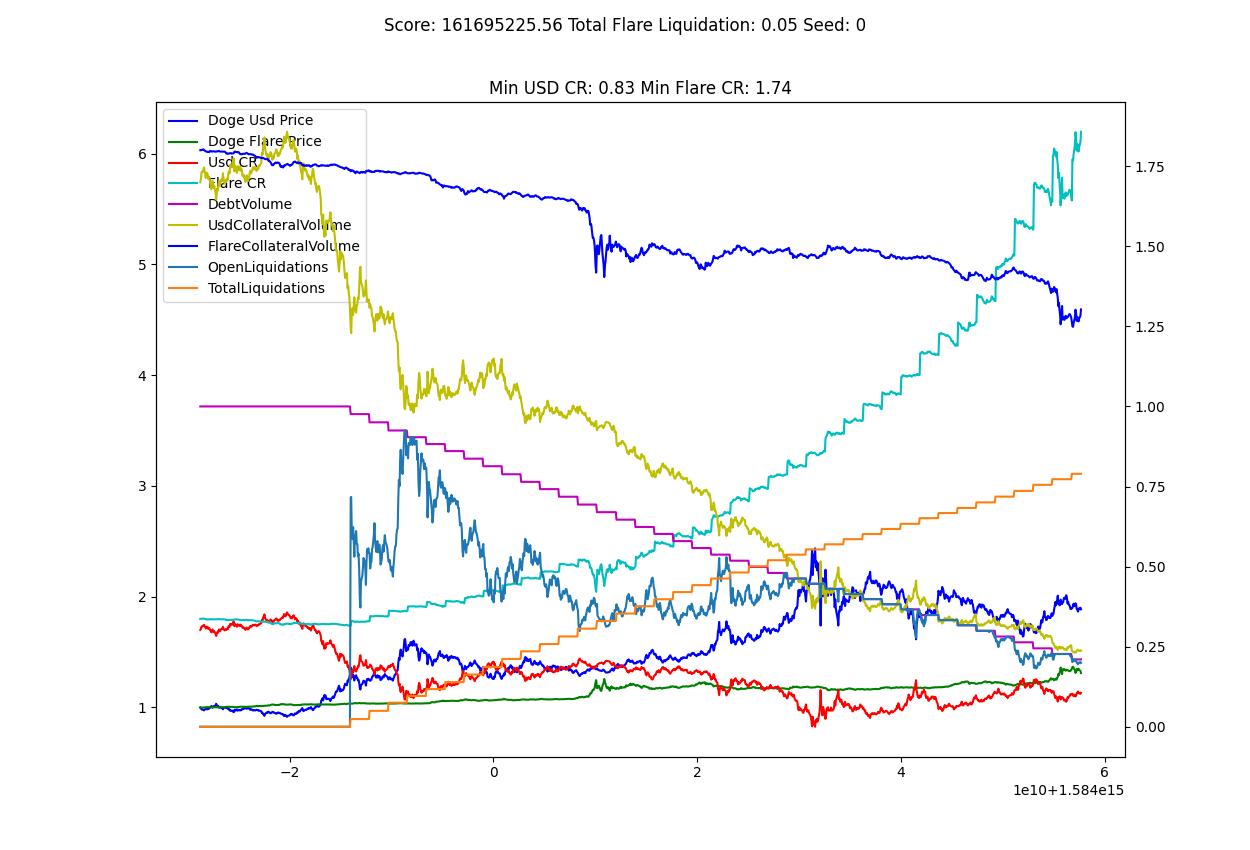 Score: 161695225.56 Total Flare Liquidation: 0.05 Seed: 0
Min USD CR: 0.83 Min Flare CR: 1.74
Doge Usd Price
Doge Flare Price
Usd CR
Flare CR
DebtVolume
UsdCollateralVolume
FlareCollateralVolume
OpenLiquidations
TotalLiquidations
6
5
4
3
2
1
1.75
1.50
1.25
1.00
0.75
0.50
0.25
0.00
−2 0 2 4 6
1e10+1.584e15